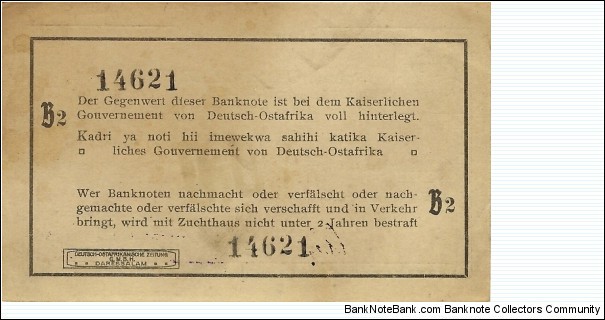 14621
B2
Der Gegenwert dieser Banknote ist bei dem Kaiserlichen
Gouvernement von Deutsch-Ostafrika voll hinterlegt.
Kadri ya noti hii imewekwa sahihi katika Kaiser-
liches Gouvernement von Deutsch-Ostafrika
Wer Banknoten nachmacht oder verfälscht oder nach-
gemachte oder verfälschte sich verschafft und in Verkehr
bringt, wird mit Zuchthaus nicht unter 2 Jahren bestraft
B2
14621
DEUTSCH-OSTAFRIKANISCHE ZEITUNG
G.M.B.H.
DARESSALAM
BankNoteBank.com Banknote Collectors Community